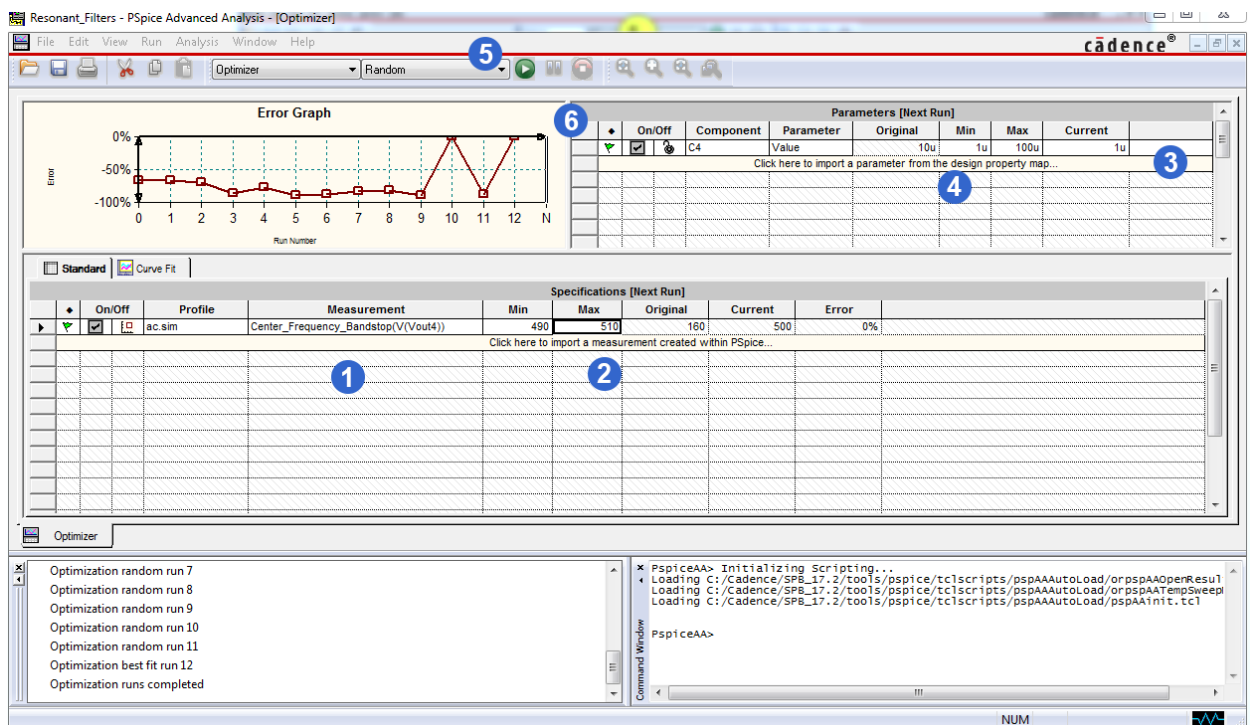 Resonant_Filters - PSpice Advanced Analysis - [Optimizer]
File Edit View Run Analysis Window Help
cādence®
Optimizer Random
5
Error Graph
0%
-50%
-100%
Error
0 1 2 3 4 5 6 7 8 9 10 11 12 N
Run Number
6
Parameters [Next Run]
On/Off Component Parameter Original Min Max Current
C4 Value 10u 1u 100u 1u
Click here to import a parameter from the design property map...
3
4
Standard Curve Fit
Specifications [Next Run]
On/Off Profile Measurement Min Max Original Current Error
ac.sim Center_Frequency_Bandstop(V(Vout4)) 490 510 160 500 0%
Click here to import a measurement created within PSpice...
1
2
Optimizer
Optimization random run 7
Optimization random run 8
Optimization random run 9
Optimization random run 10
Optimization random run 11
Optimization best fit run 12
Optimization runs completed
Command Window
PspiceAA> Initializing Scripting...
Loading C:/Cadence/SPB_17.2/tools/pspice/tclscripts/pspAAAutoLoad/orpspAAOpenResul
Loading C:/Cadence/SPB_17.2/tools/pspice/tclscripts/pspAAAutoLoad/orpspAATempSweep
Loading C:/Cadence/SPB_17.2/tools/pspice/tclscripts/pspAAAutoLoad/pspAAinit.tcl
PspiceAA>
NUM